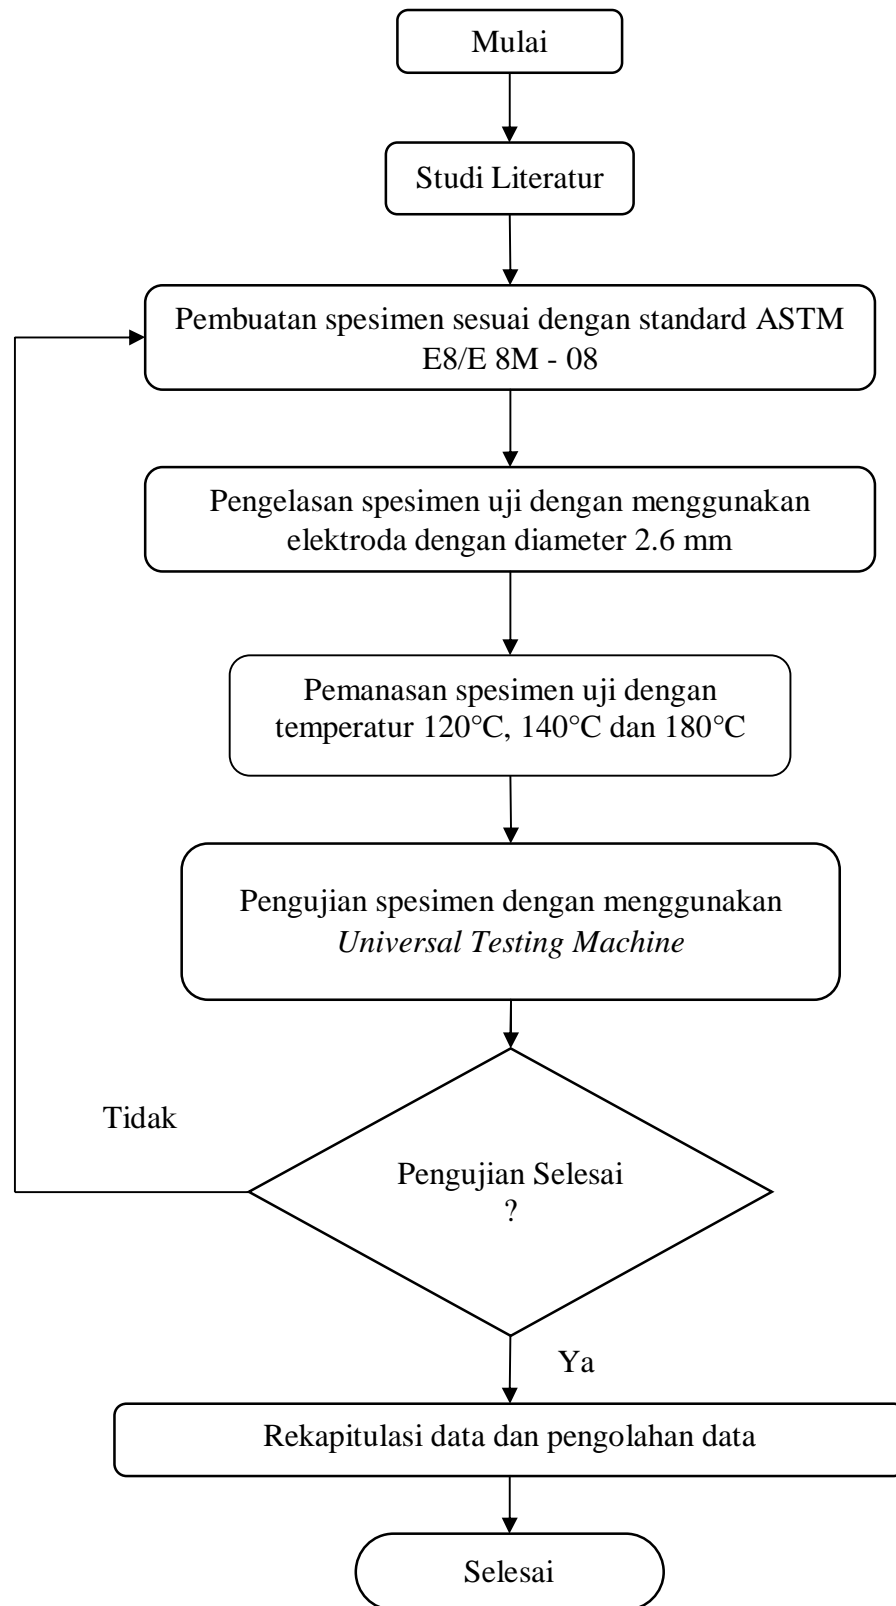 Mulai
Studi Literatur
Pembuatan spesimen sesuai dengan standard ASTM
E8/E 8M - 08
Pengelasan spesimen uji dengan menggunakan
elektroda dengan diameter 2.6 mm
Pemanasan spesimen uji dengan
temperatur 120°C, 140°C dan 180°C
Pengujian spesimen dengan menggunakan
Universal Testing Machine
Tidak
Pengujian Selesai
?
Ya
Rekapitulasi data dan pengolahan data
Selesai